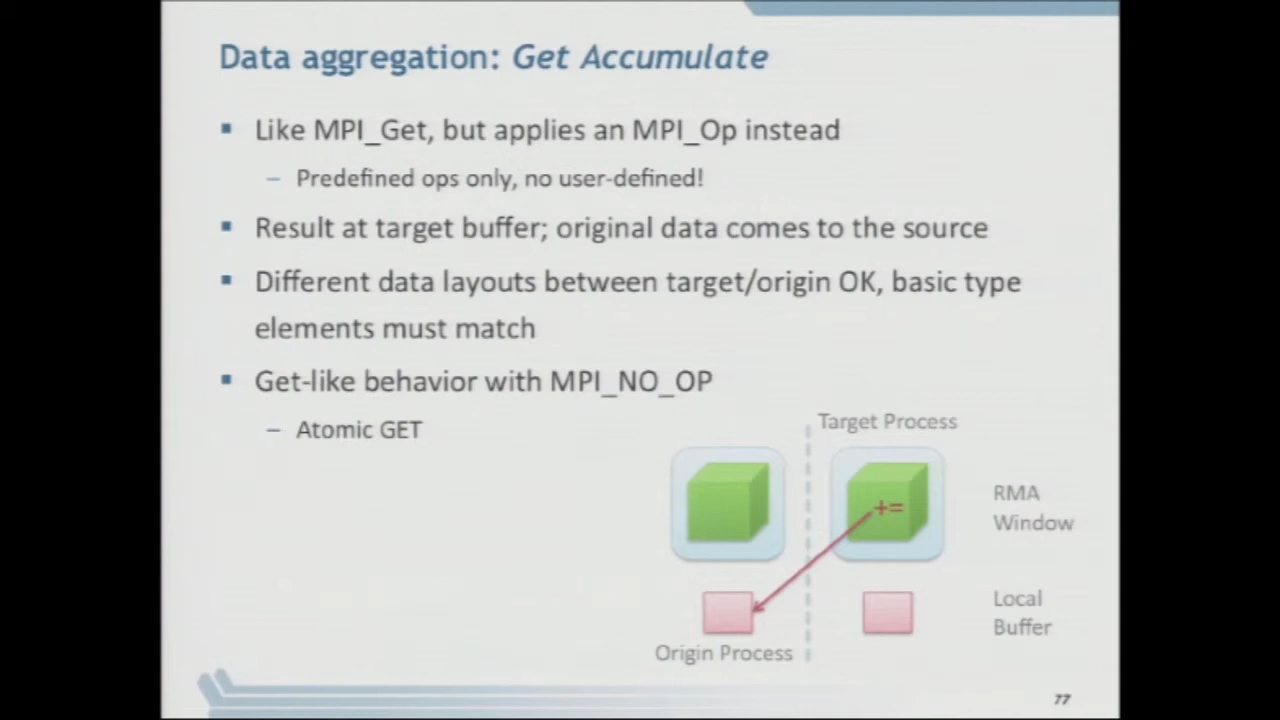 Data aggregation: Get Accumulate
▪ Like MPI_Get, but applies an MPI_Op instead
– Predefined ops only, no user-defined!
▪ Result at target buffer; original data comes to the source
▪ Different data layouts between target/origin OK, basic type
elements must match
▪ Get-like behavior with MPI_NO_OP
– Atomic GET
Target Process
+=
RMA
Window
Local
Buffer
Origin Process
77